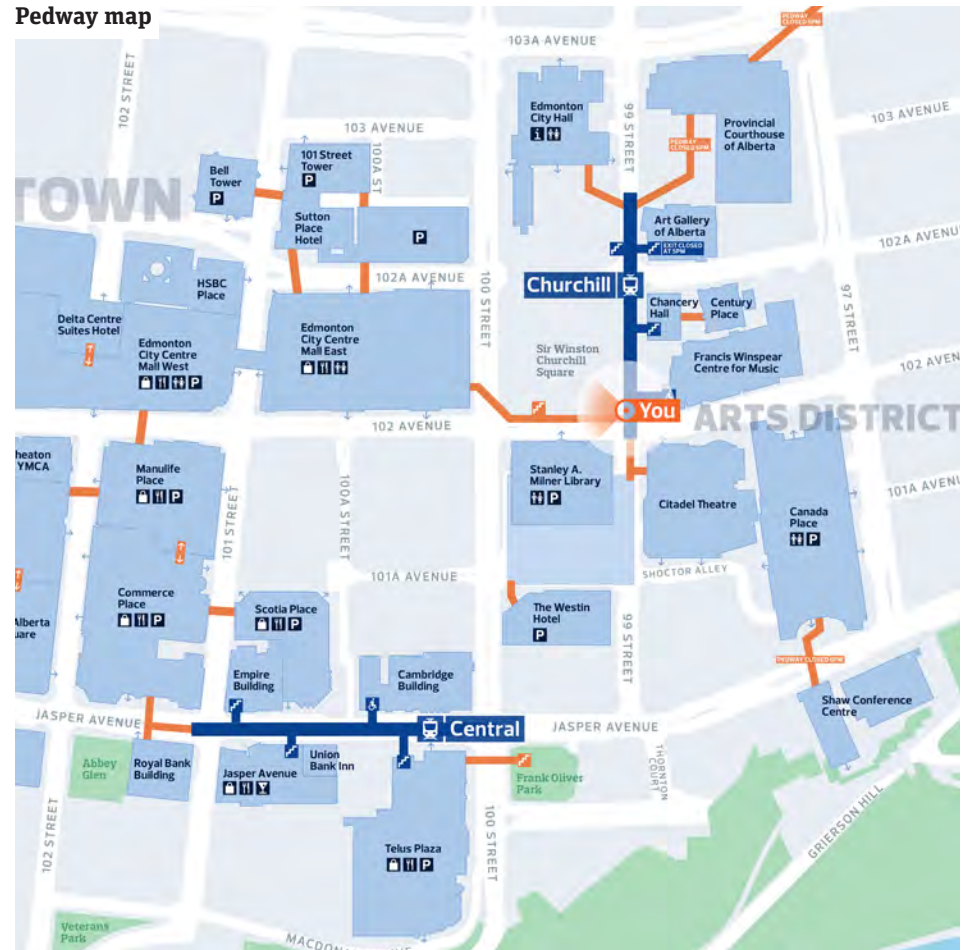 Pedway map
103A AVENUE
PEDWAY
CLOSED 5PM
102 STREET
Edmonton
City Hall
99 STREET
Provincial
Courthouse
of Alberta
103 AVENUE
103 AVENUE
101 Street
Tower
P
100A ST
PEDWAY
CLOSED 6PM
Bell
Tower
P
TOWN
Sutton
Place
Hotel
P
Art Gallery
of Alberta
EXIT CLOSED
AT 5PM
102A AVENUE
102A AVENUE
HSBC
Place
Churchill
100 STREET
97 STREET
Chancery
Hall
Century
Place
Delta Centre
Suites Hotel
Edmonton
City Centre
Mall West
P
Edmonton
City Centre
Mall East
Sir Winston
Churchill
Square
Francis Winspear
Centre for Music
102 AVEN
You
ARTS DISTRICT
102 AVENUE
heaton
YMCA
Manulife
Place
P
Stanley A.
Milner Library
P
Citadel Theatre
Canada
Place
P
101A AVENU
100A STREET
101 STREET
101A AVENUE
SHOCTOR ALLEY
Commerce
Place
P
Scotia Place
P
The Westin
Hotel
P
99 STREET
Alberta
uare
PEDWAY CLOSED 6PM
Empire
Building
Cambridge
Building
Shaw Conference
Centre
JASPER AVENUE
Central
JASPER AVENUE
Abbey
Glen
Royal Bank
Building
Jasper Avenue
Union
Bank Inn
Frank Oliver
Park
THORNTON
COURT
102 STREET
100 STREET
GRIERSON HILL
Telus Plaza
P
Veterans
Park